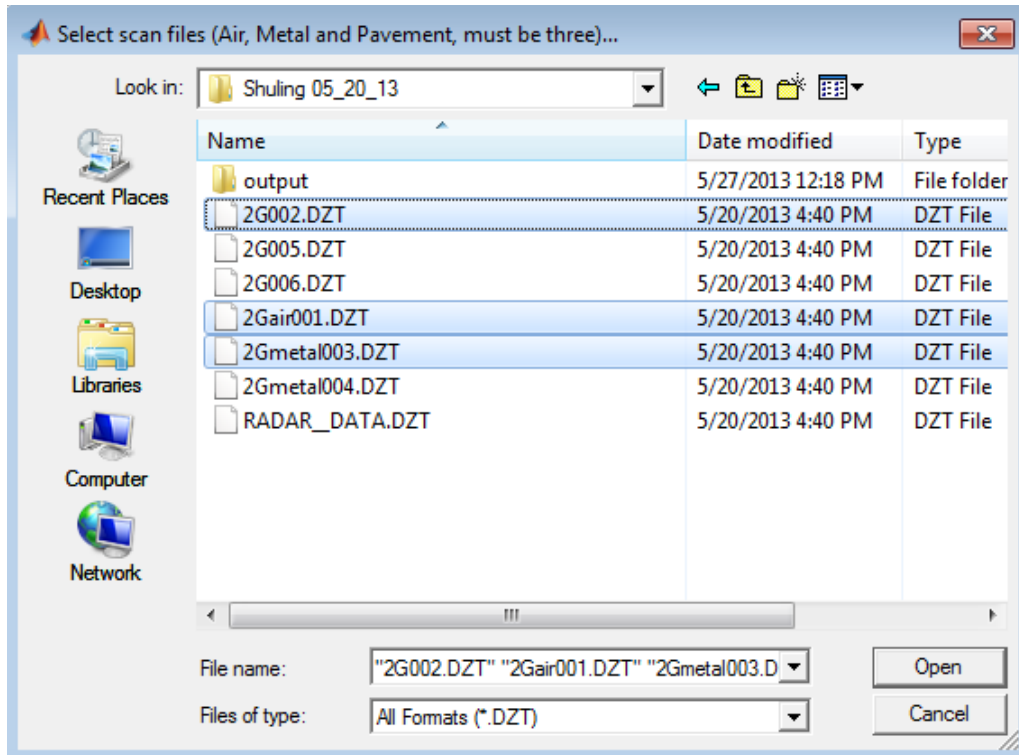 Select scan files (Air, Metal and Pavement, must be three)...
Look in: Shuling 05_20_13
Name Date modified Type
output 5/27/2013 12:18 PM File folder
2G002.DZT 5/20/2013 4:40 PM DZT File
2G005.DZT 5/20/2013 4:40 PM DZT File
2G006.DZT 5/20/2013 4:40 PM DZT File
2Gair001.DZT 5/20/2013 4:40 PM DZT File
2Gmetal003.DZT 5/20/2013 4:40 PM DZT File
2Gmetal004.DZT 5/20/2013 4:40 PM DZT File
RADAR__DATA.DZT 5/20/2013 4:40 PM DZT File
Recent Places
Desktop
Libraries
Computer
Network
File name: "2G002.DZT" "2Gair001.DZT" "2Gmetal003.D Open
Files of type: All Formats (*.DZT) Cancel